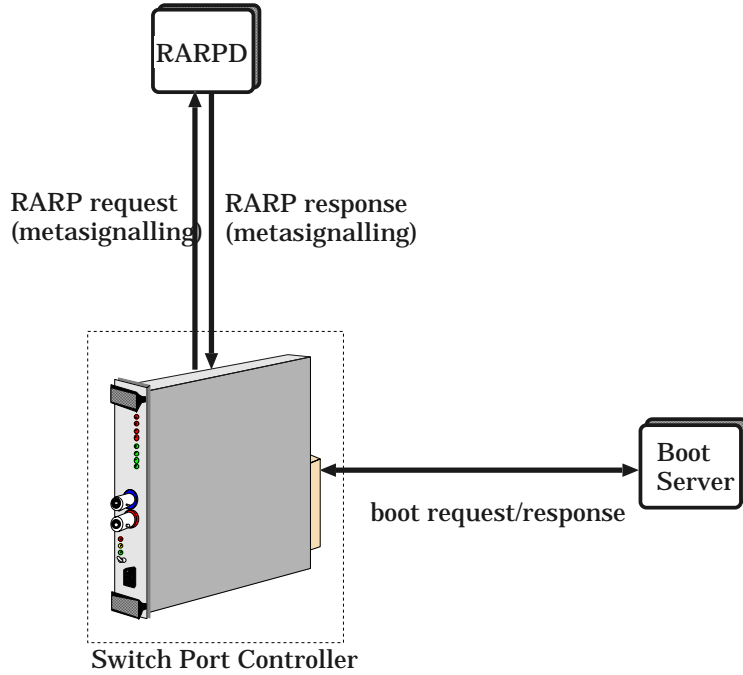 RARPD
RARP request
(metasignalling)
RARP response
(metasignalling)
Boot
Server
boot request/response
Switch Port Controller